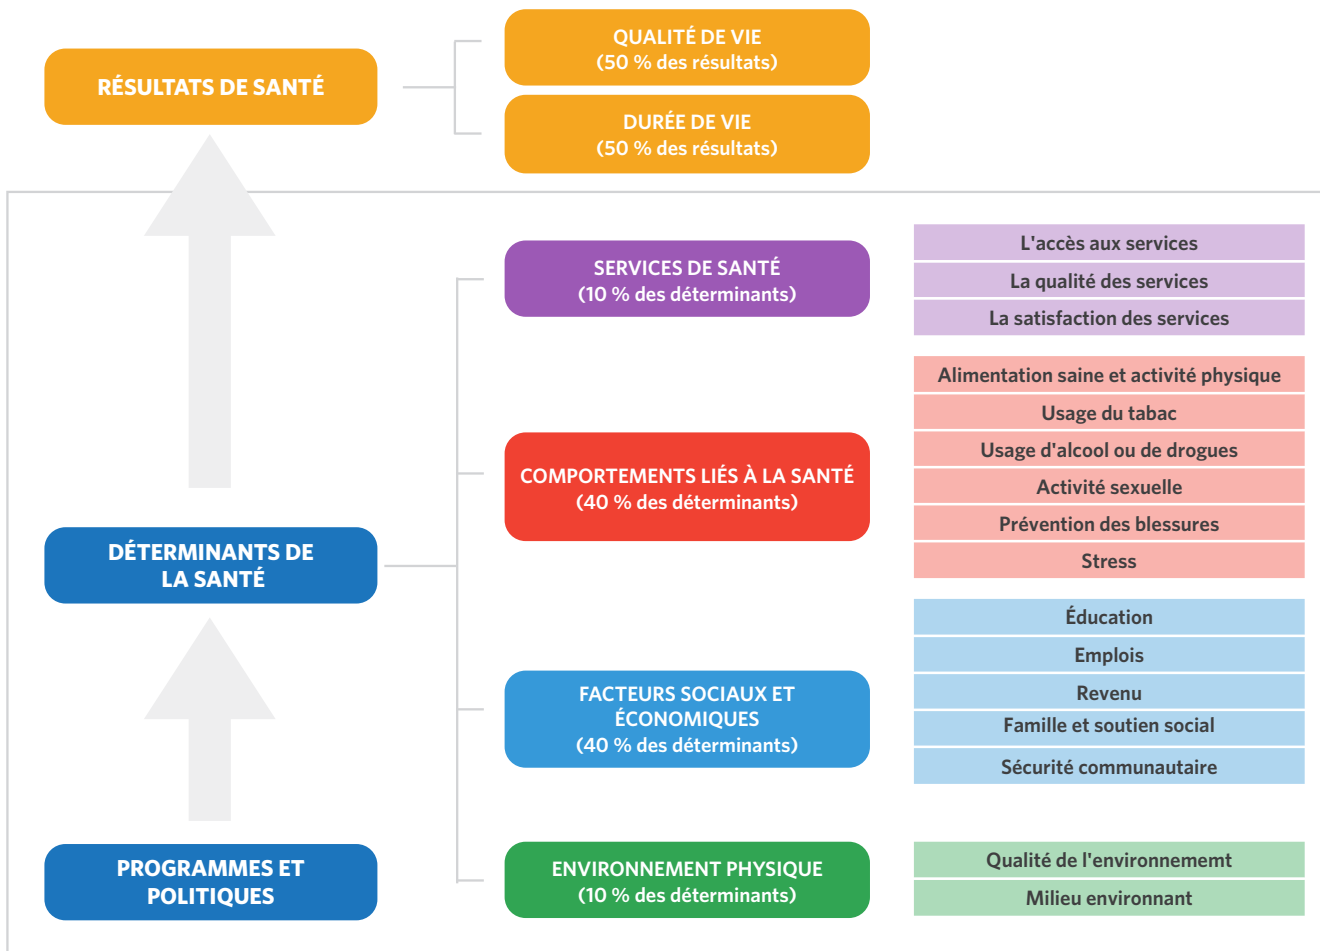 RÉSULTATS DE SANTÉ
QUALITÉ DE VIE
(50 % des résultats)
DURÉE DE VIE
(50 % des résultats)
DÉTERMINANTS DE
LA SANTÉ
PROGRAMMES ET
POLITIQUES
SERVICES DE SANTÉ
(10 % des déterminants)
L'accès aux services
La qualité des services
La satisfaction des services
COMPORTEMENTS LIÉS À LA SANTÉ
(40 % des déterminants)
Alimentation saine et activité physique
Usage du tabac
Usage d'alcool ou de drogues
Activité sexuelle
Prévention des blessures
Stress
FACTEURS SOCIAUX ET
ÉCONOMIQUES
(40 % des déterminants)
Éducation
Emplois
Revenu
Famille et soutien social
Sécurité communautaire
ENVIRONNEMENT PHYSIQUE
(10 % des déterminants)
Qualité de l'environnememt
Milieu environnant